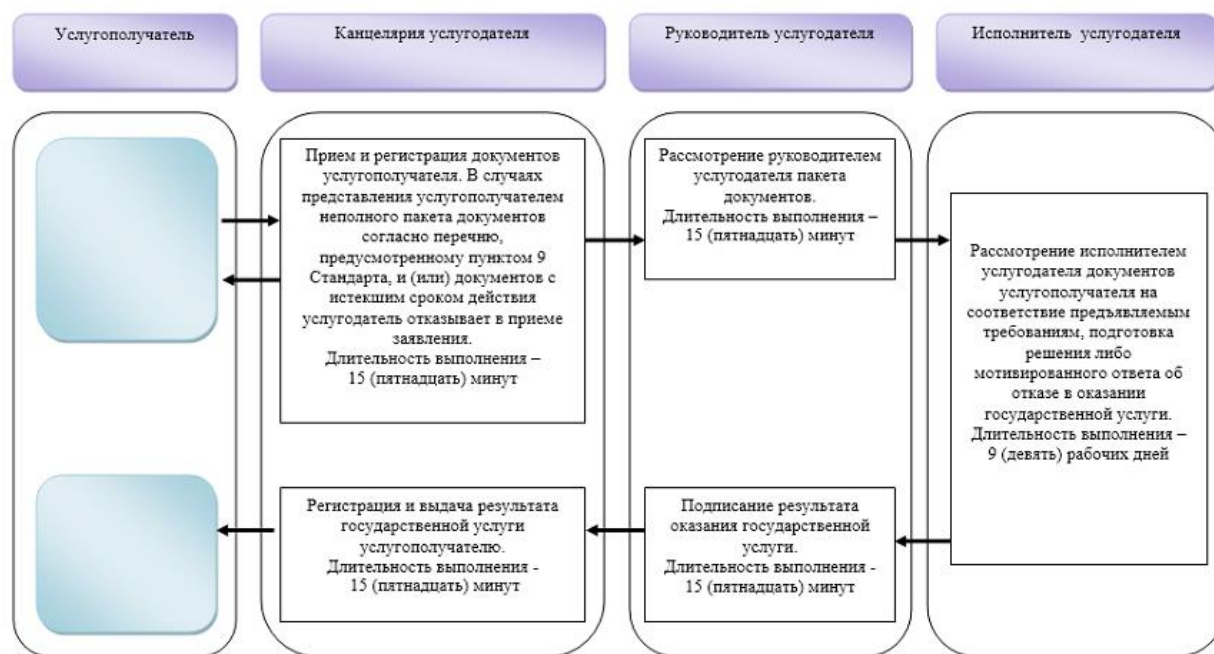 Услугополучатель
Канцелярия услугодателя
Руководитель услугодателя
Исполнитель услугодателя
Прием и регистрация документов
услугополучателя. В случаях
представления услугополучателем
неполного пакета документов
согласно перечню,
предусмотренному пунктом 9
Стандарта, и (или) документов с
истекшим сроком действия
услугодатель отказывает в приеме
заявления.
Длительность выполнения –
15 (пятнадцать) минут
Рассмотрение руководителем
услугодателя пакета
документов.
Длительность выполнения –
15 (пятнадцать) минут
Рассмотрение исполнителем
услугодателя документов
услугополучателя на
соответствие предъявляемым
требованиям, подготовка
решения либо
мотивированного ответа об
отказе в оказании
государственной услуги.
Длительность выполнения –
9 (девять) рабочих дней
Регистрация и выдача результата
государственной услуги
услугополучателю.
Длительность выполнения -
15 (пятнадцать) минут
Подписание результата
оказания государственной
услуги.
Длительность выполнения -
15 (пятнадцать) минут